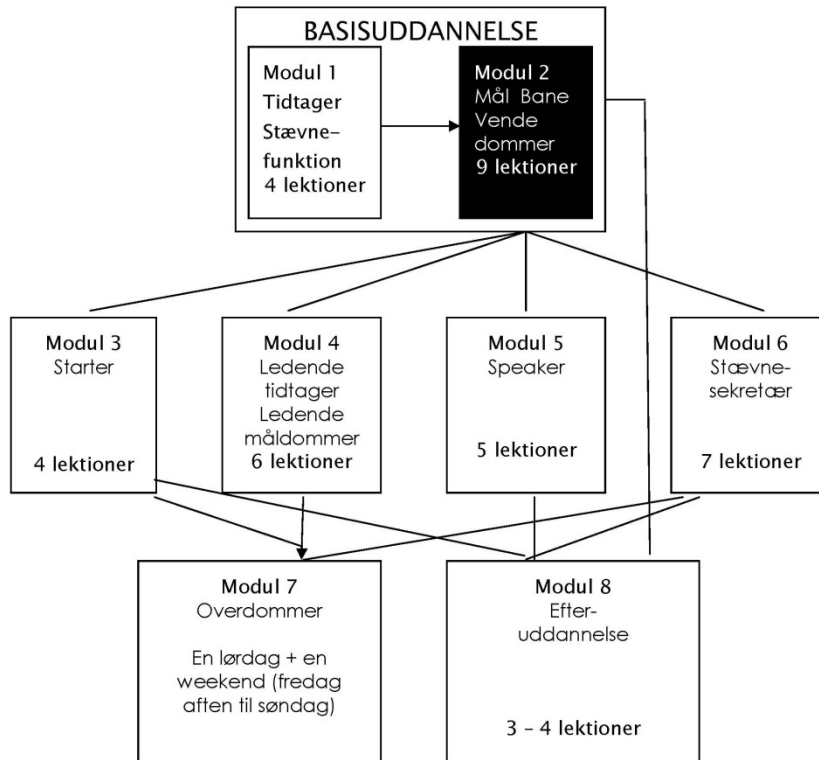 BASISUDDANNELSE
Modul 1
Tidtager
Stævne-
funktion
4 lektioner
Modul 2
Mål Bane
Vende
dommer
9 lektioner
Modul 3
Starter
4 lektioner
Modul 4
Ledende
tidtager
Ledende
måldommer
6 lektioner
Modul 5
Speaker
5 lektioner
Modul 6
Stævne-
sekretær
7 lektioner
Modul 7
Overdommer
En lørdag + en
weekend (fredag
aften til søndag)
Modul 8
Efter-
uddannelse
3 – 4 lektioner